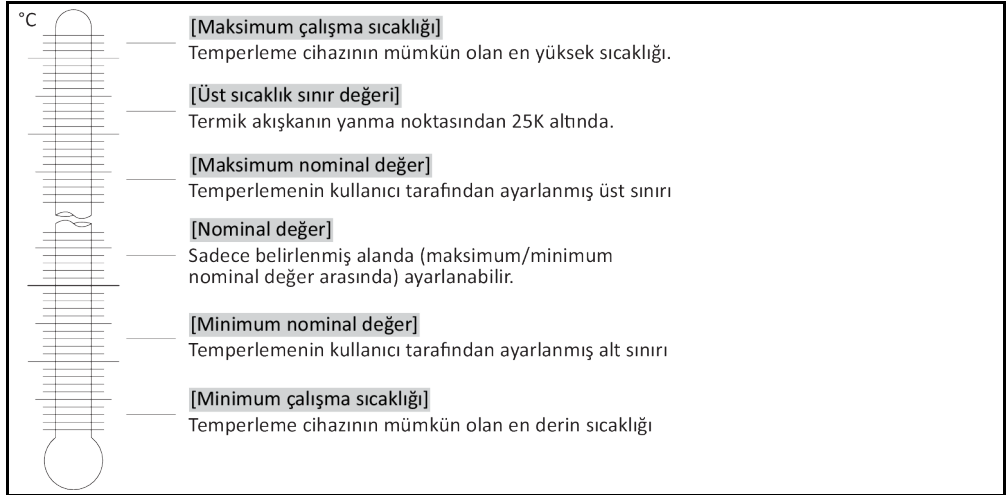 °C
[Maksimum çalışma sıcaklığı]
Temperleme cihazının mümkün olan en yüksek sıcaklığı.
[Üst sıcaklık sınır değeri]
Termik akışkanın yanma noktasından 25K altında.
[Maksimum nominal değer]
Temperlemenin kullanıcı tarafından ayarlanmış üst sınırı
[Nominal değer]
Sadece belirlenmiş alanda (maksimum/minimum
nominal değer arasında) ayarlanabilir.
[Minimum nominal değer]
Temperlemenin kullanıcı tarafından ayarlanmış alt sınırı
[Minimum çalışma sıcaklığı]
Temperleme cihazının mümkün olan en derin sıcaklığı